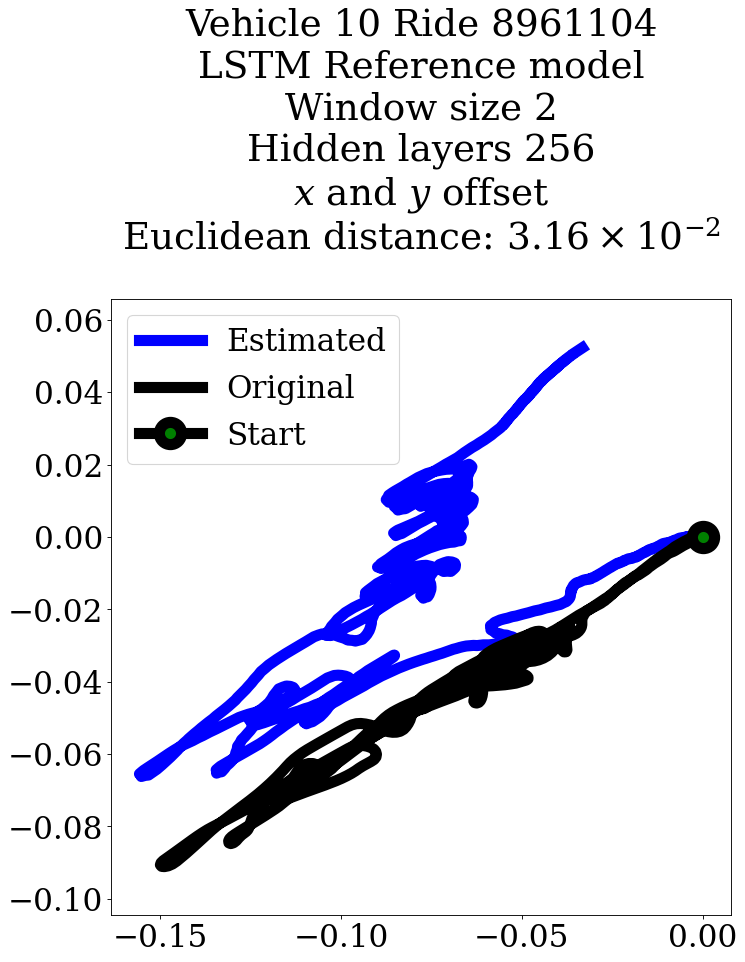 Vehicle 10 Ride 8961104
LSTM Reference model
Window size 2
Hidden layers 256
x and y offset
Euclidean distance: 3.16 × 10⁻²
Estimated
Original
Start
0.06
0.04
0.02
0.00
−0.02
−0.04
−0.06
−0.08
−0.10
−0.15
−0.10
−0.05
0.00